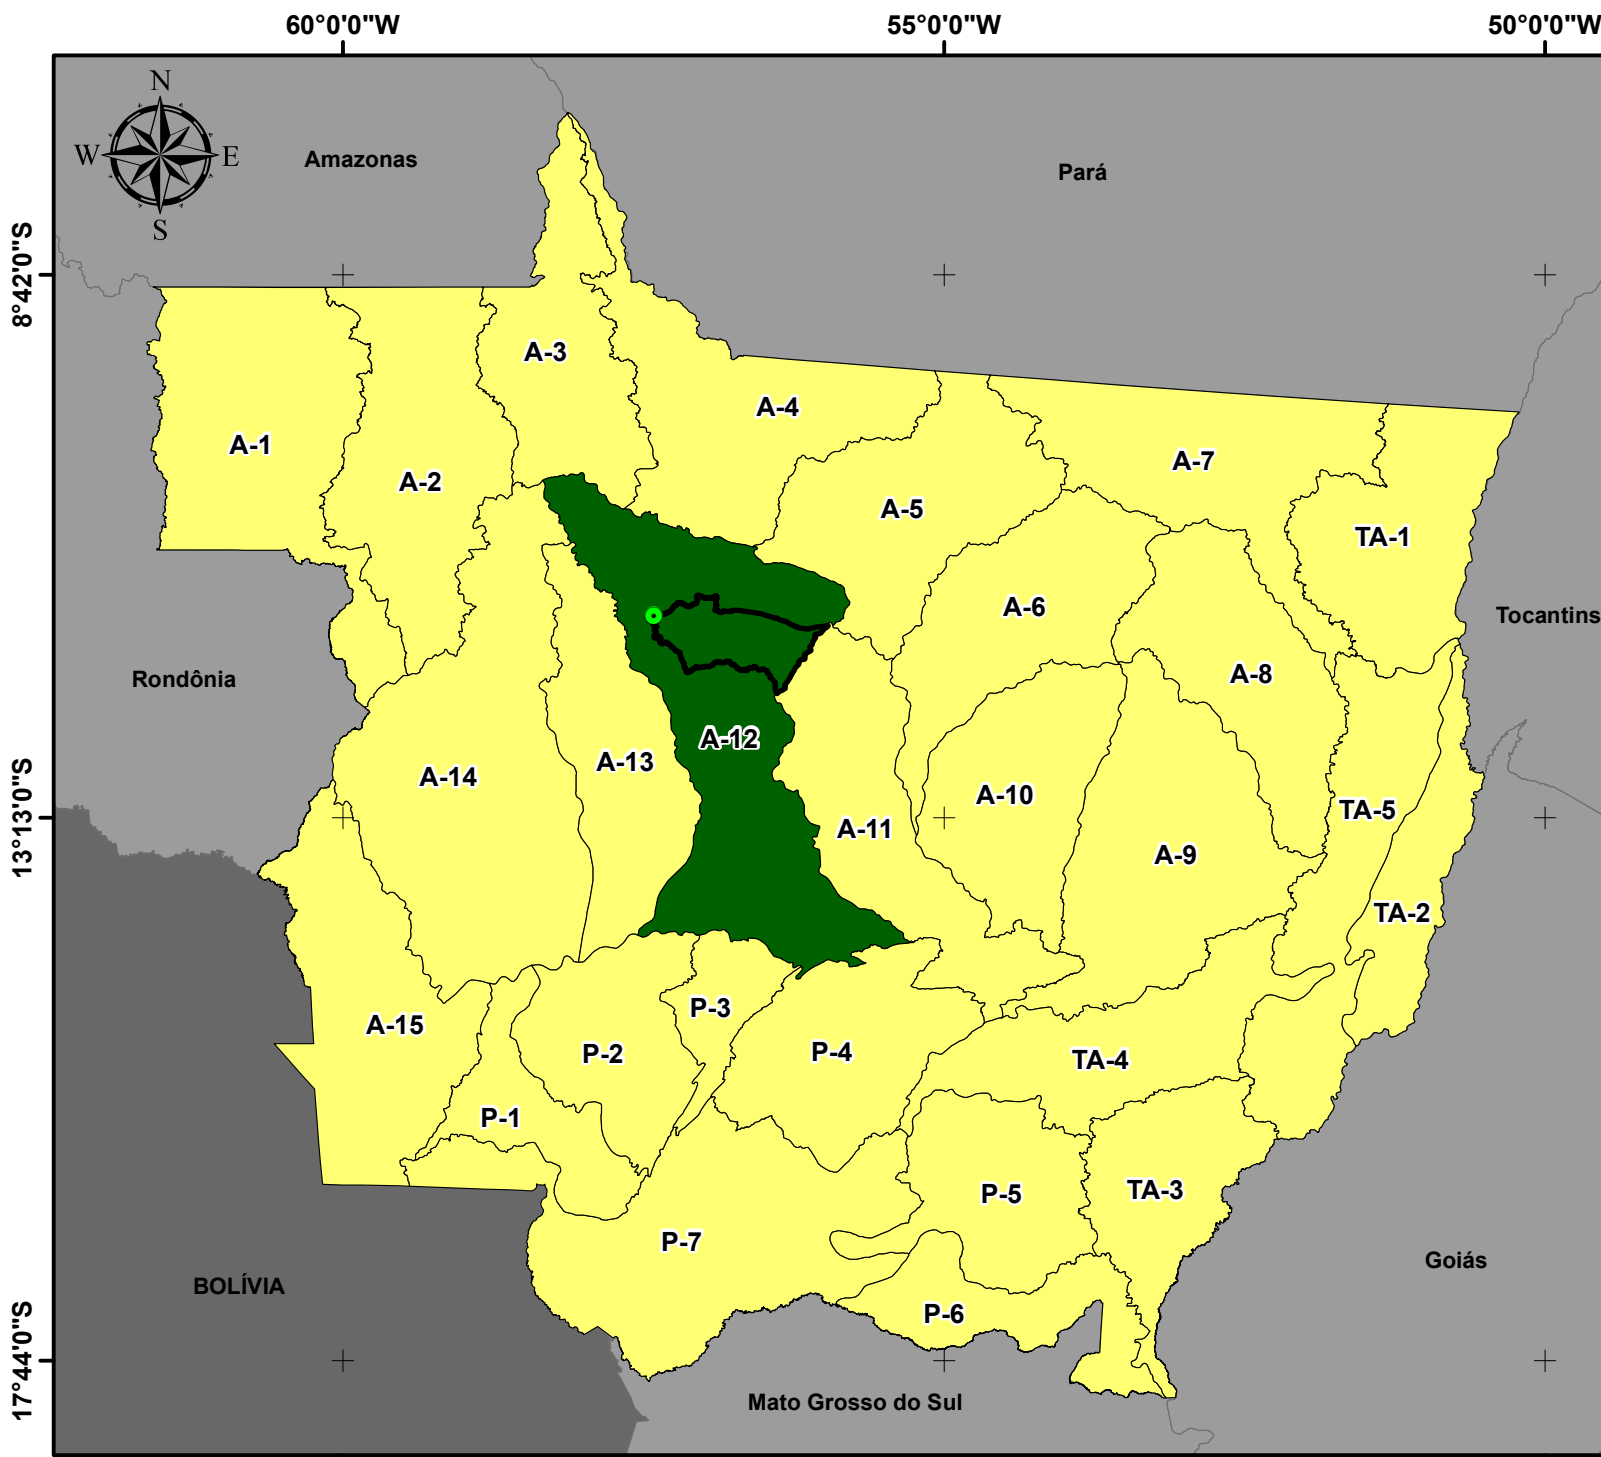 60°0'0"W
55°0'0"W
50°0'0"W
N
W
E
S
Amazonas
Pará
8°42'0"S
A-3
A-4
A-1
A-7
A-2
A-5
TA-1
A-6
Tocantins
Rondônia
A-8
A-12
A-13
A-14
A-10
TA-5
13°13'0"S
A-11
A-9
TA-2
P-3
A-15
P-2
P-4
TA-4
P-1
P-5
TA-3
P-7
Goiás
BOLÍVIA
P-6
17°44'0"S
Mato Grosso do Sul